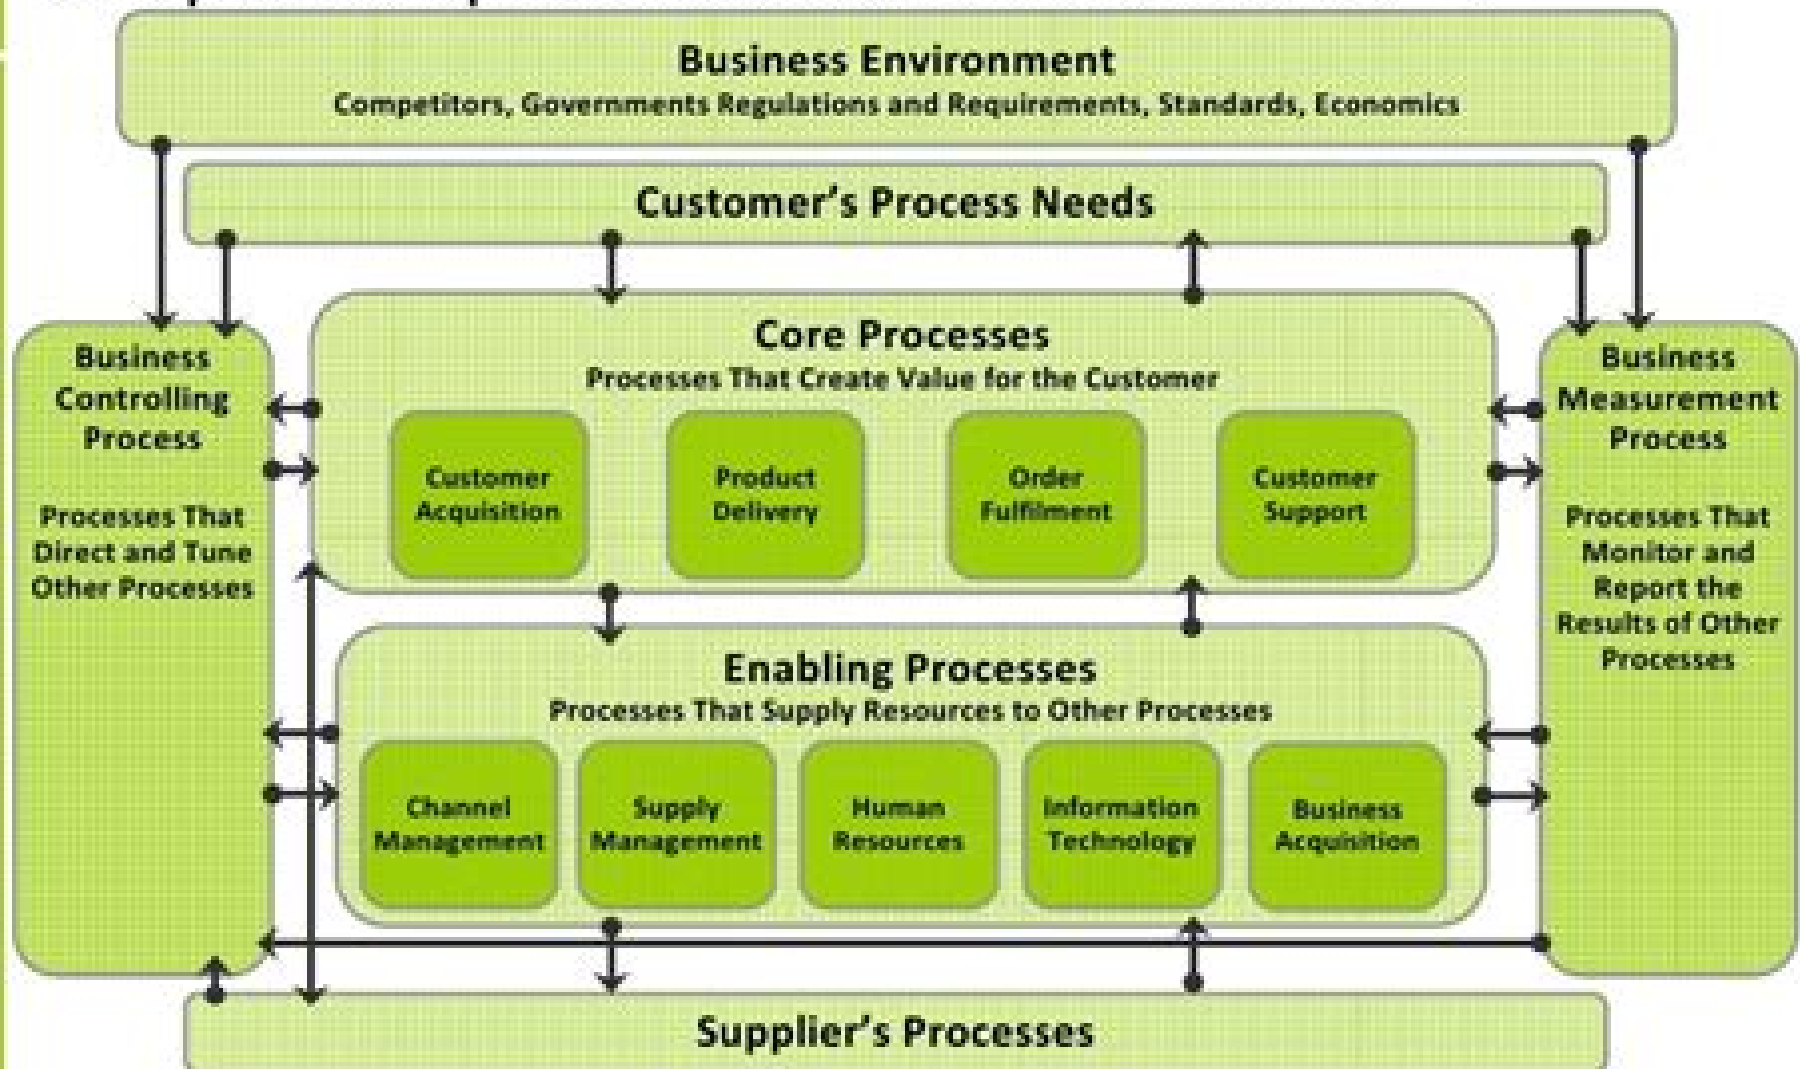 Business Environment
Competitors, Governments Regulations and Requirements, Standards, Economics
Customer's Process Needs
Business
Controlling
Process
Processes That
Direct and Tune
Other Processes
Core Processes
Processes That Create Value for the Customer
Customer
Acquisition
Product
Delivery
Order
Fulfilment
Customer
Support
Business
Measurement
Process
Processes That
Monitor and
Report the
Results of Other
Processes
Enabling Processes
Processes That Supply Resources to Other Processes
Channel
Management
Supply
Management
Human
Resources
Information
Technology
Business
Acquisition
Supplier's Processes